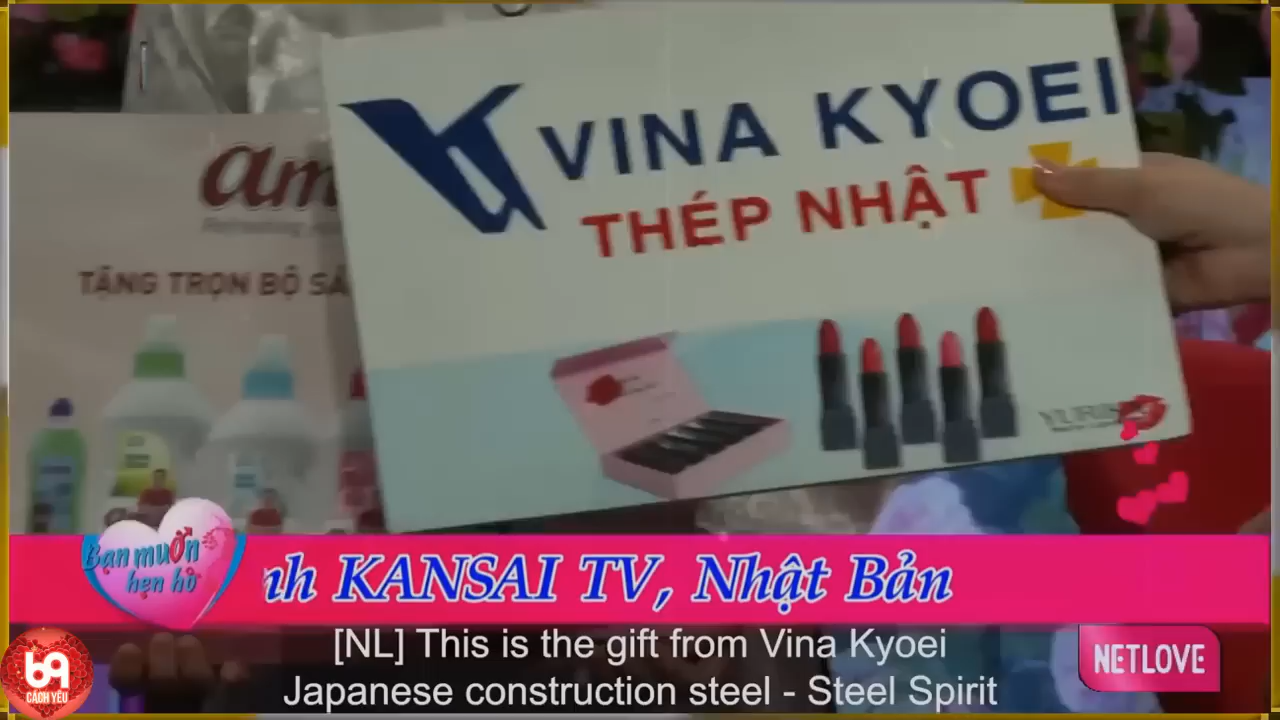 VINA KYOEI
THÉP NHẬT
am
TẶNG TRỌN BỘ SẢ
Bạn muốn
hẹn hò
nh KANSAI TV, Nhật Bản
[NL] This is the gift from Vina Kyoei
Japanese construction steel - Steel Spirit
NETLOVE
69
CÁCH YÊU